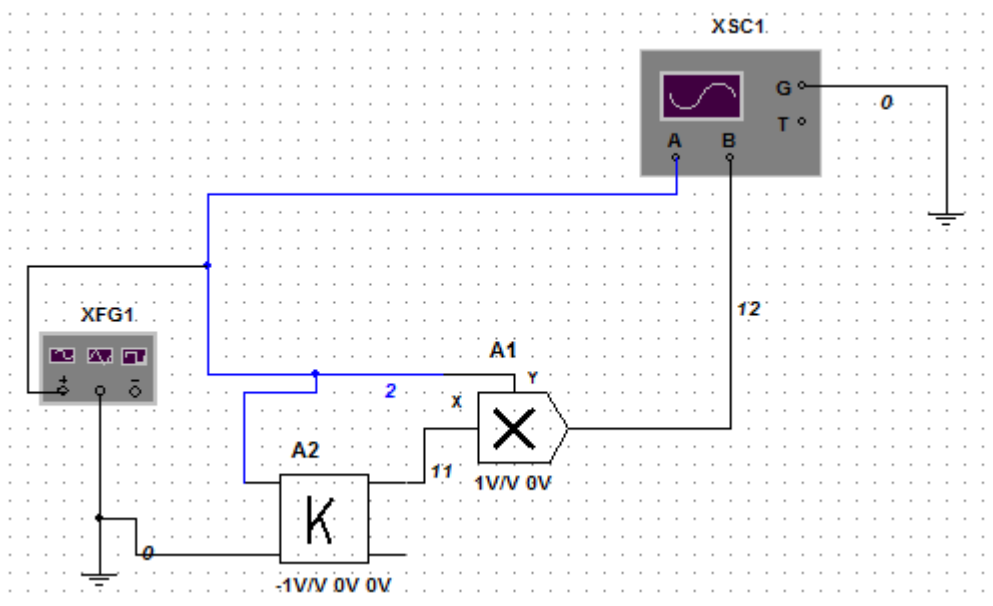 XSC1
G
0
T
A B
XFG1
12
+ −
A1
Y
2
X
A2
11
1V/V 0V
K
0
-1V/V 0V 0V